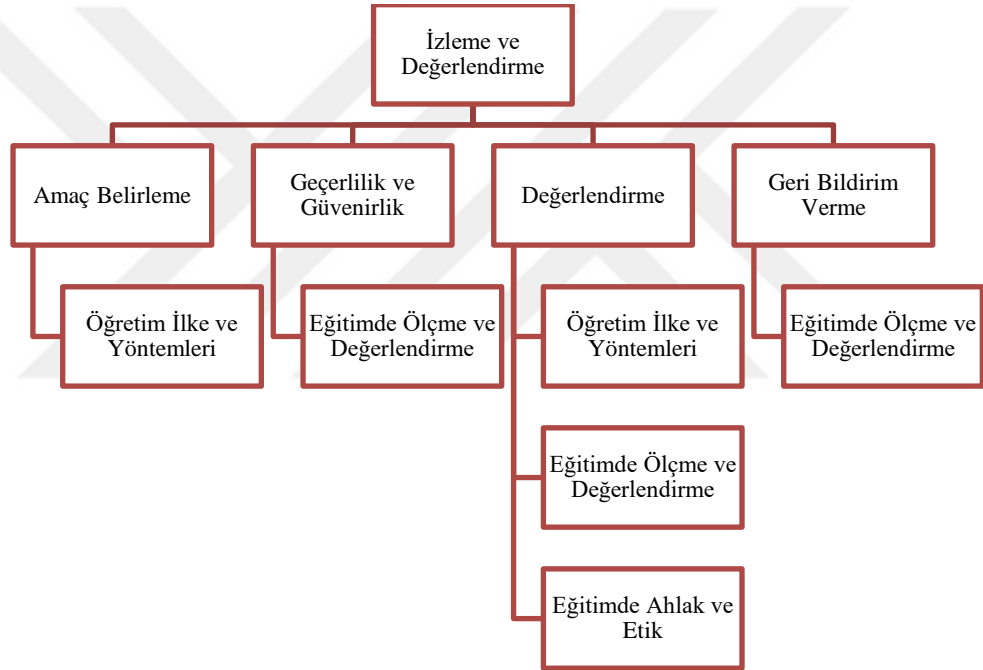 İzleme ve
Değerlendirme
Amaç Belirleme
Geçerlilik ve
Güvenirlik
Değerlendirme
Geri Bildirim
Verme
Öğretim İlke ve
Yöntemleri
Eğitimde Ölçme ve
Değerlendirme
Öğretim İlke ve
Yöntemleri
Eğitimde Ölçme ve
Değerlendirme
Eğitimde Ölçme ve
Değerlendirme
Eğitimde Ahlak ve
Etik